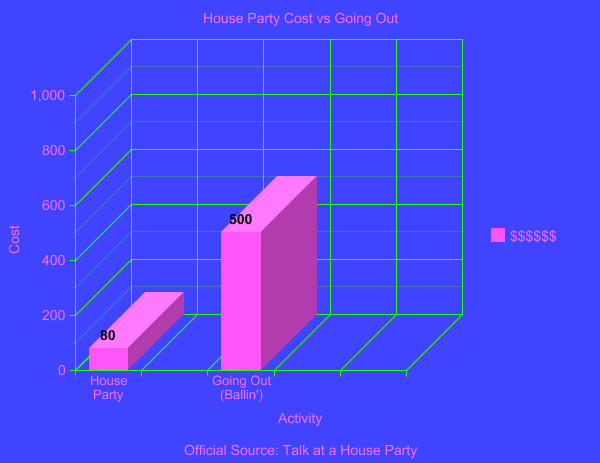 House Party Cost vs Going Out
1,000
800
600
400
200
0
Cost
80
500
$$$$$$
House
Party
Going Out
(Ballin')
Activity
Official Source: Talk at a House Party